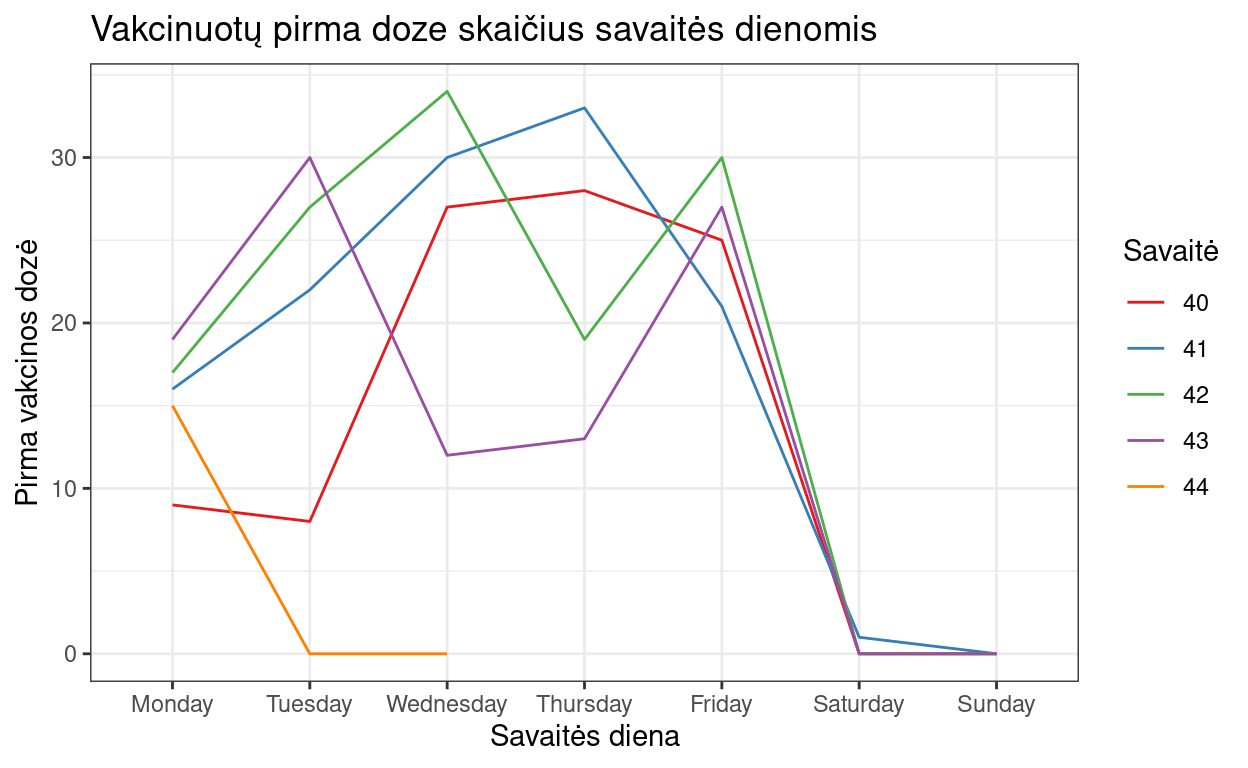 Vakcinuotų pirma doze skaičius savaitės dienomis
Pirma vakcinos dozė
30
20
10
0
Monday Tuesday Wednesday Thursday Friday Saturday Sunday
Savaitės diena
Savaitė
40
41
42
43
44